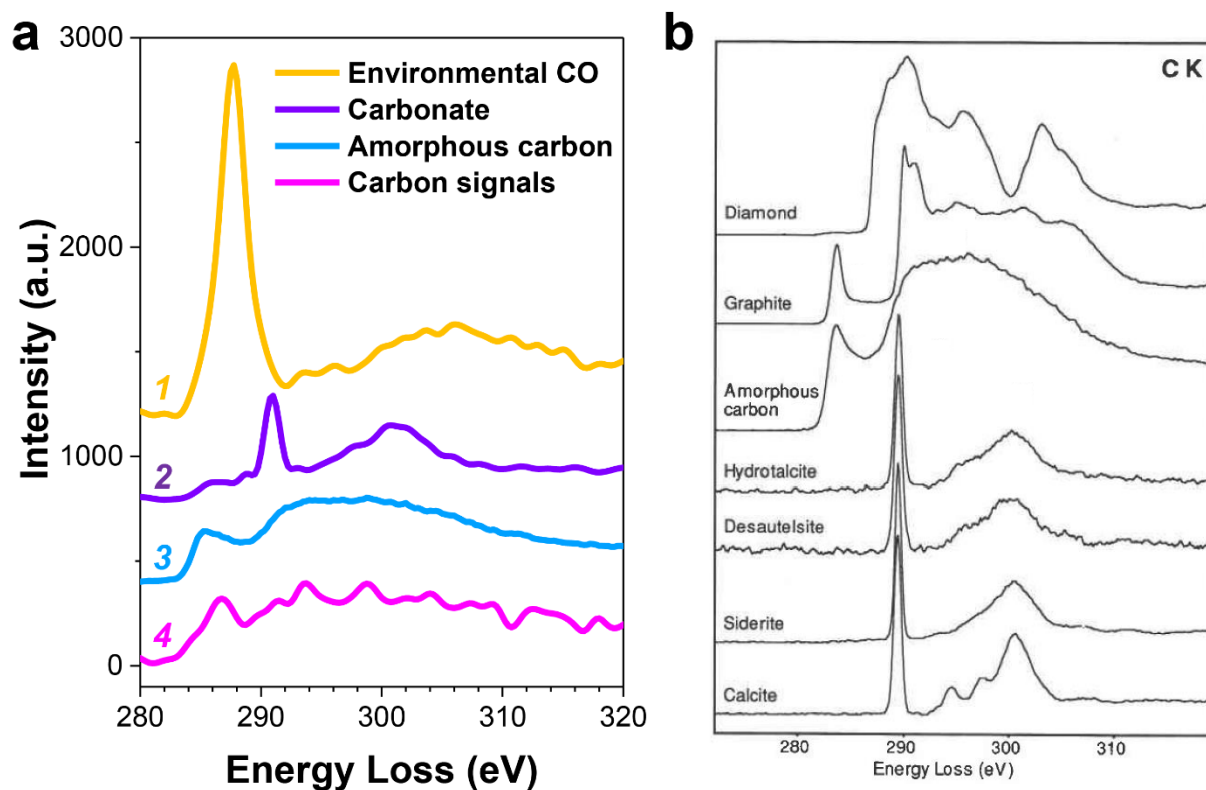 a
3000
2000
1000
0
Intensity (a.u.)
Environmental CO
Carbonate
Amorphous carbon
Carbon signals
1
2
3
4
280
290
300
310
320
Energy Loss (eV)
b
C K
Diamond
Graphite
Amorphous
carbon
Hydrotalcite
Desautelsite
Siderite
Calcite
280
290
300
310
Energy Loss (eV)